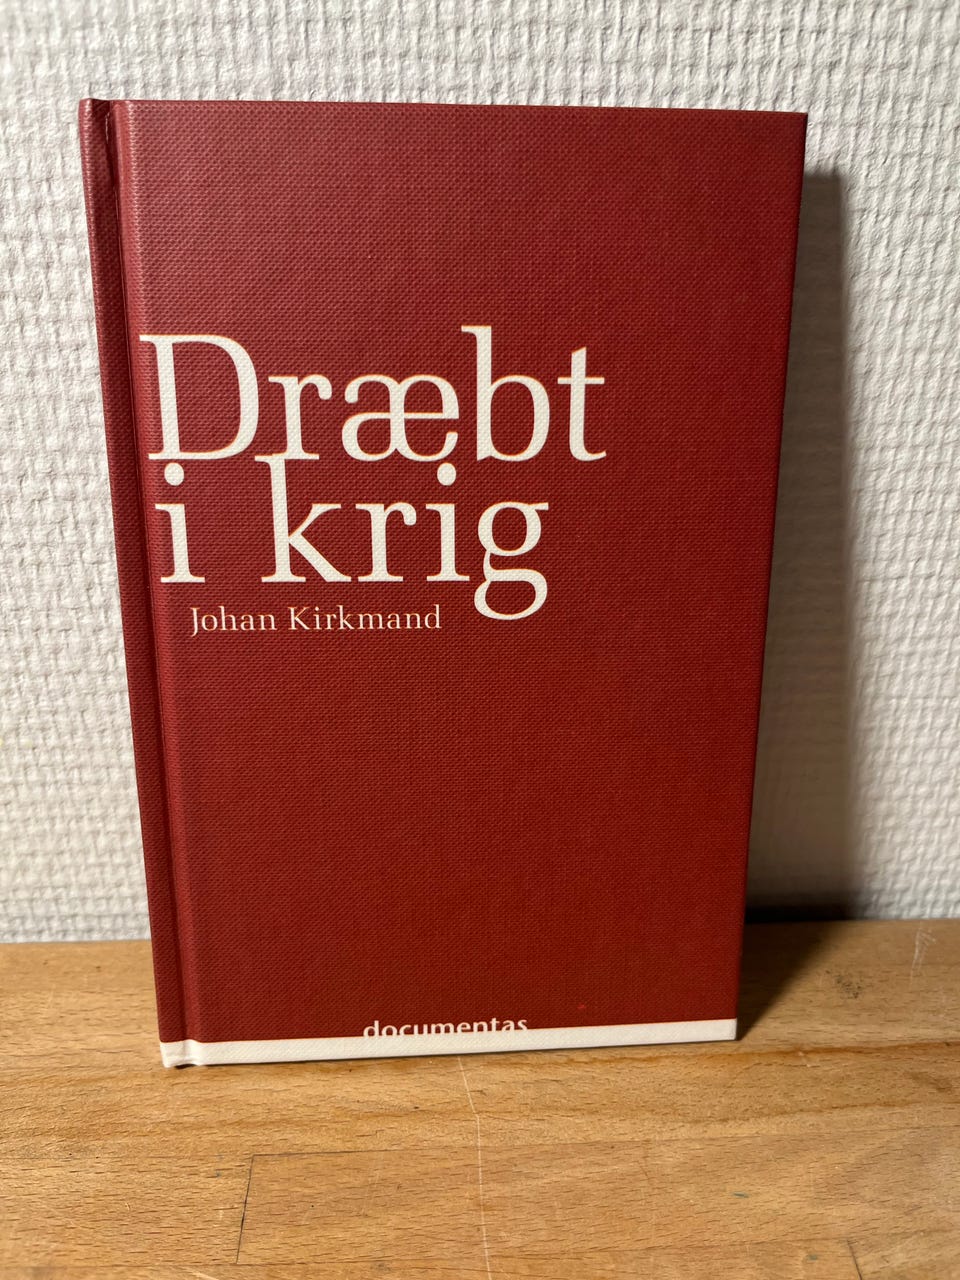 Dræbt
i krig
Johan Kirkmand
documentas